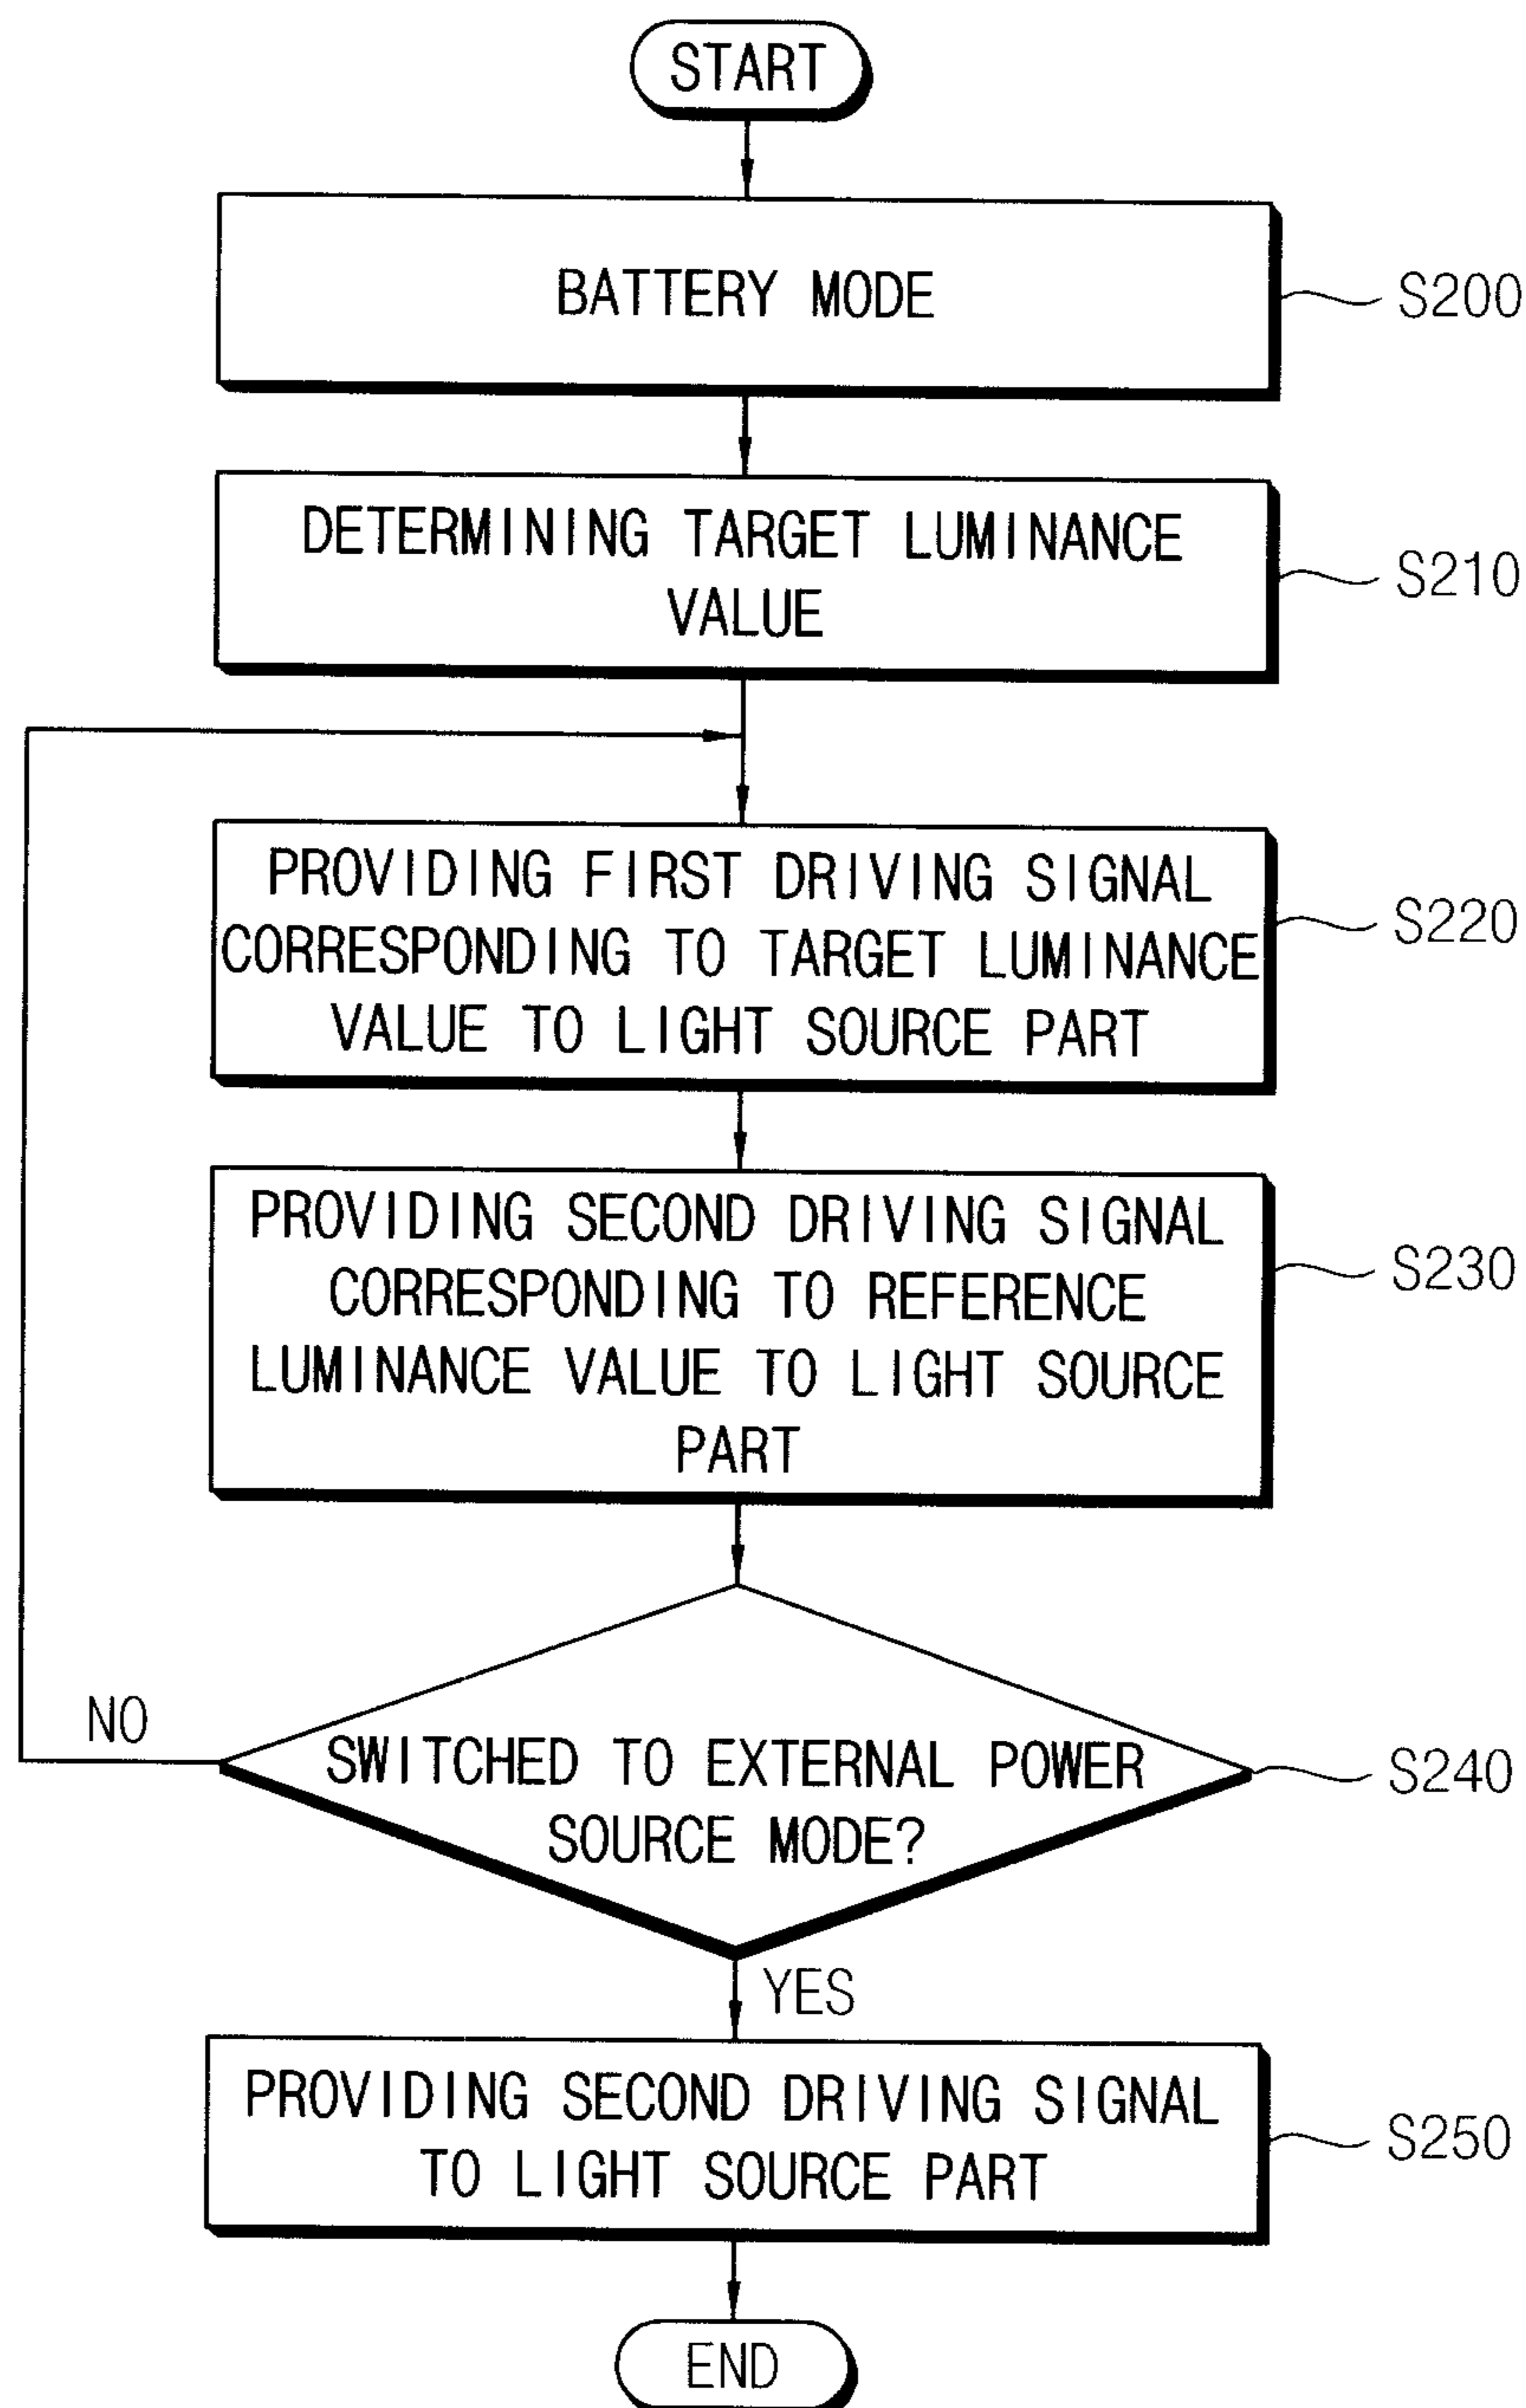 START
BATTERY MODE
S200
DETERMINING TARGET LUMINANCE
VALUE
S210
PROVIDING FIRST DRIVING SIGNAL
CORRESPONDING TO TARGET LUMINANCE
VALUE TO LIGHT SOURCE PART
S220
PROVIDING SECOND DRIVING SIGNAL
CORRESPONDING TO REFERENCE
LUMINANCE VALUE TO LIGHT SOURCE
PART
S230
NO
SWITCHED TO EXTERNAL POWER
SOURCE MODE?
S240
YES
PROVIDING SECOND DRIVING SIGNAL
TO LIGHT SOURCE PART
S250
END